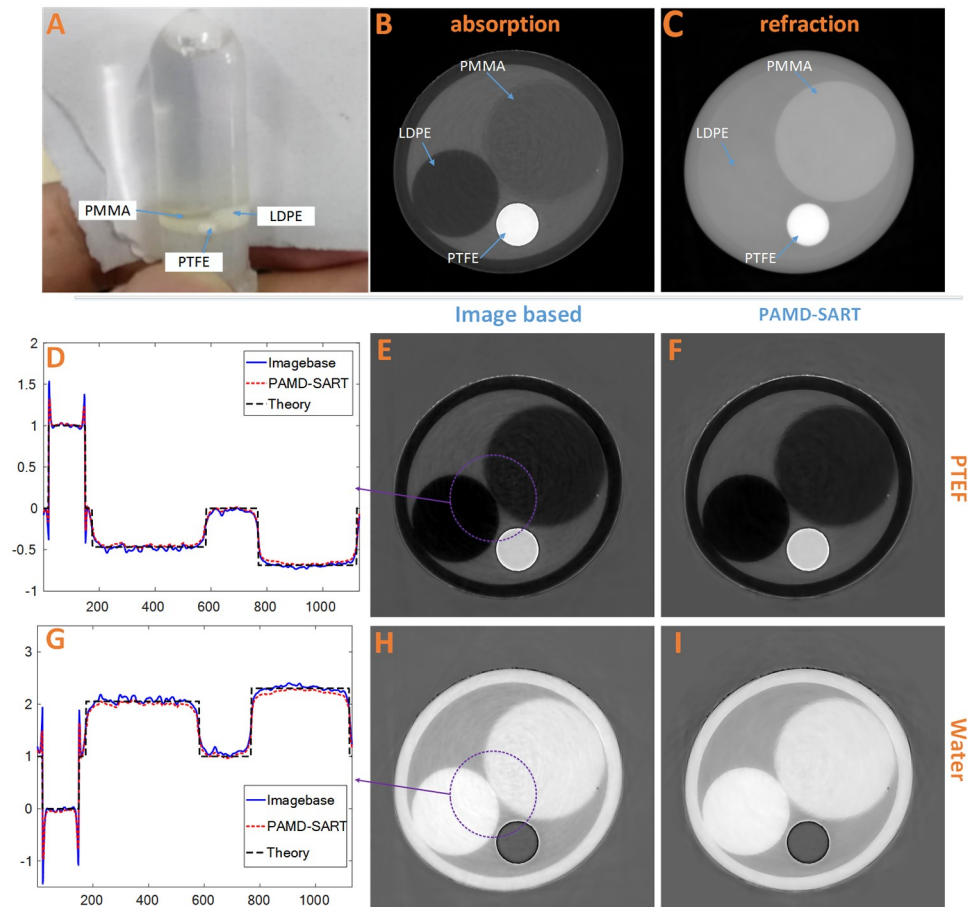 A
B
absorption
C
refraction
PMMA
PMMA
LDPE
LDPE
PMMA
LDPE
PTFE
PTFE
PTFE
Image based
PAMD-SART
D
E
F
2
1.5
1
0.5
0
-0.5
-1
Imagebase
PAMD-SART
Theory
200
400
600
800
1000
PTEF
G
H
I
3
2
1
0
-1
Imagebase
PAMD-SART
Theory
200
400
600
800
1000
Water